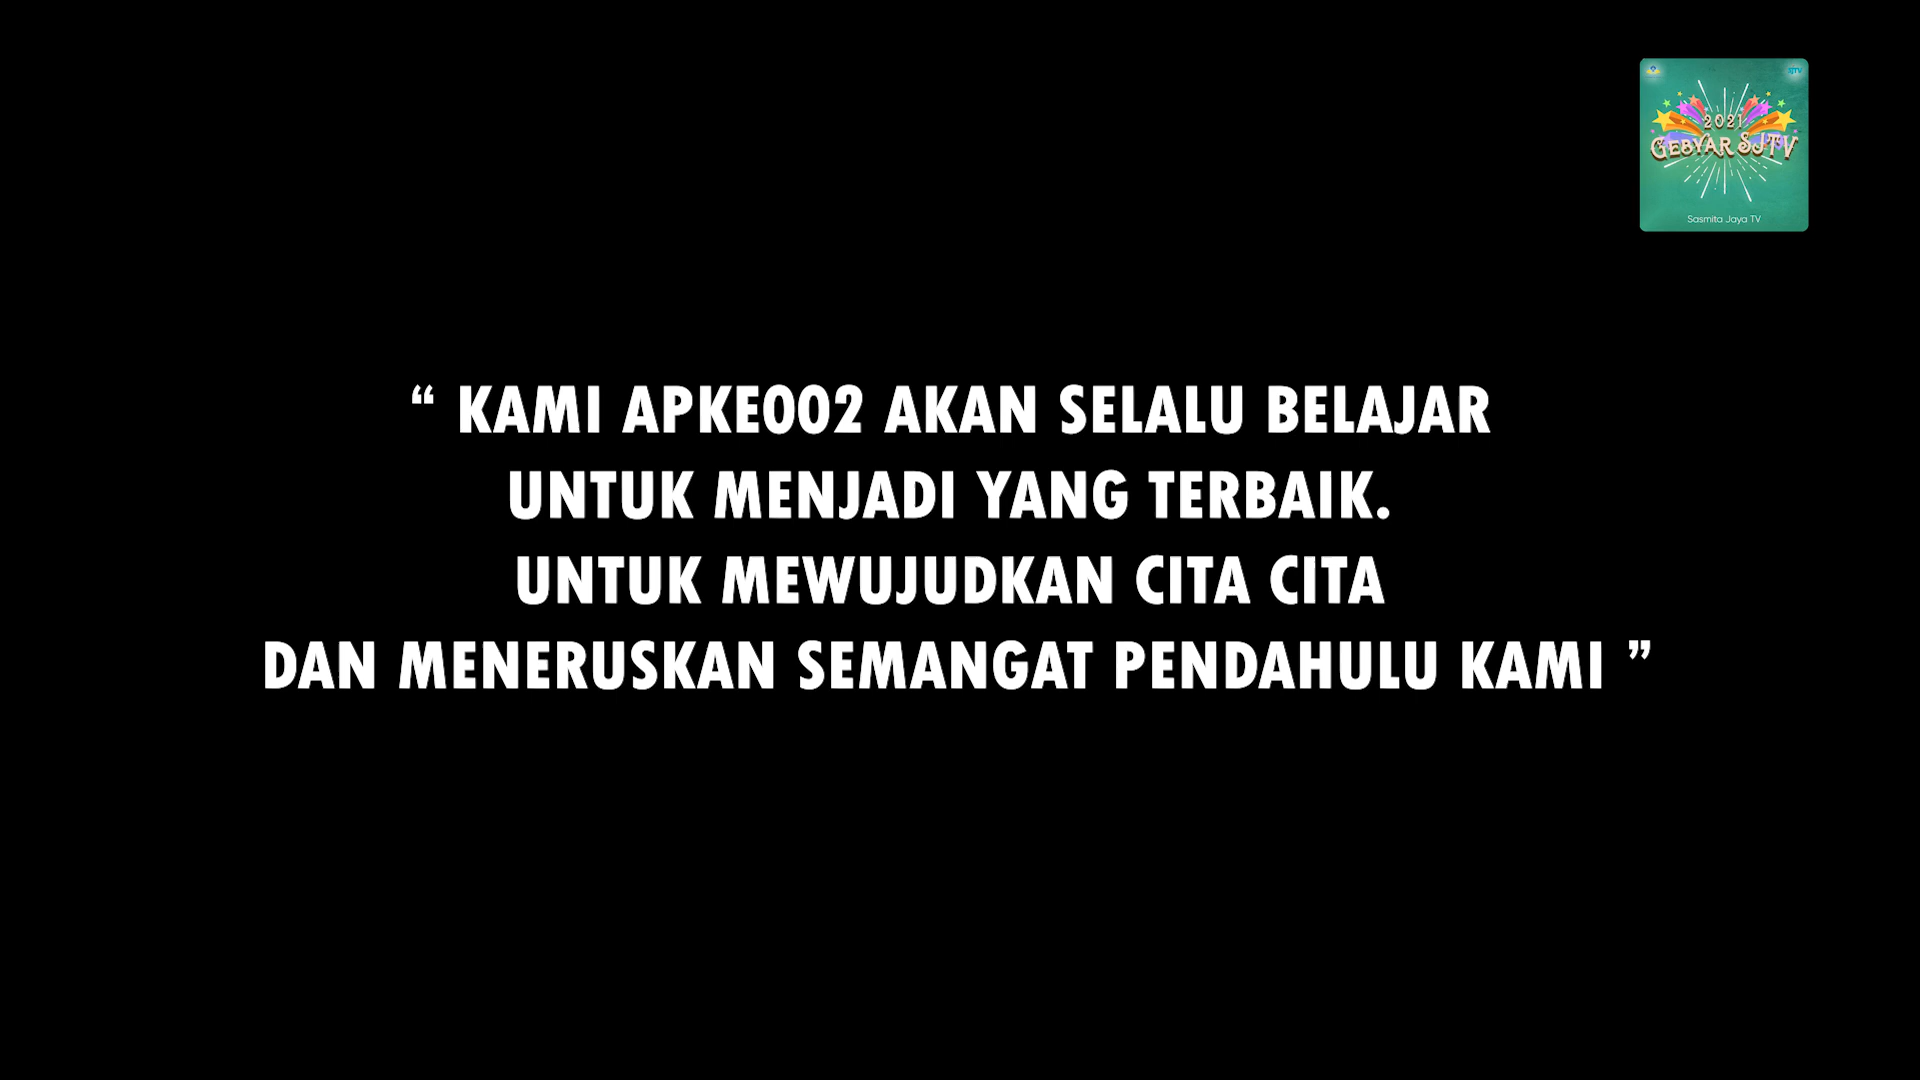 2021
GEBYAR SJTV
Sasmita Jaya TV
“ KAMI APKE002 AKAN SELALU BELAJAR
UNTUK MENJADI YANG TERBAIK.
UNTUK MEWUJUDKAN CITA CITA
DAN MENERUSKAN SEMANGAT PENDAHULU KAMI ”